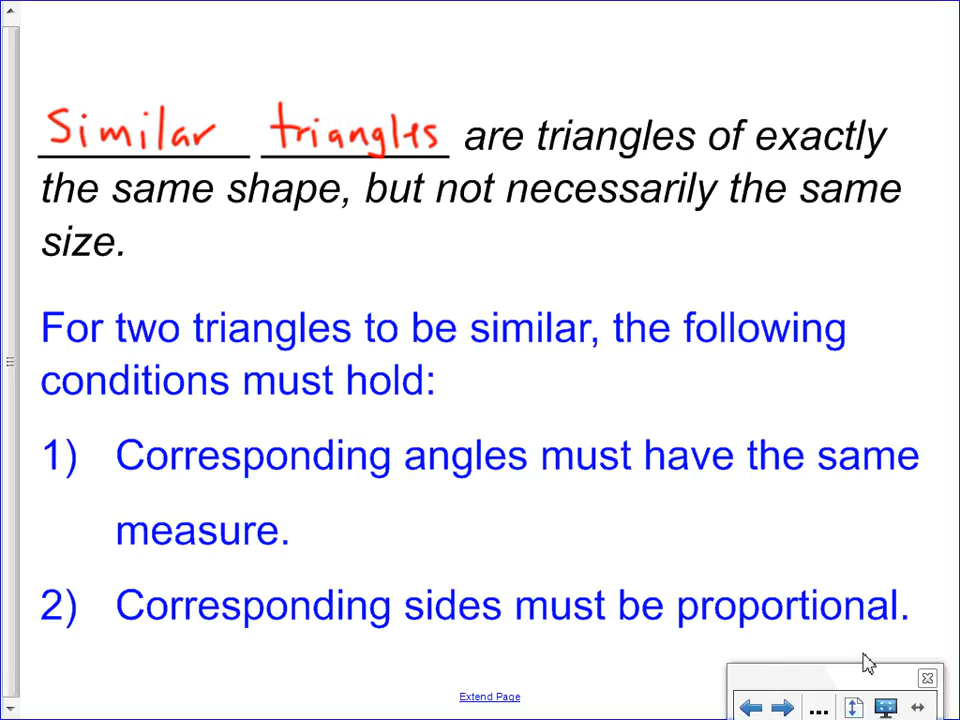 Similar triangles are triangles of exactly
the same shape, but not necessarily the same
size.
For two triangles to be similar, the following
conditions must hold:
1) Corresponding angles must have the same
measure.
2) Corresponding sides must be proportional.
Extend Page
...